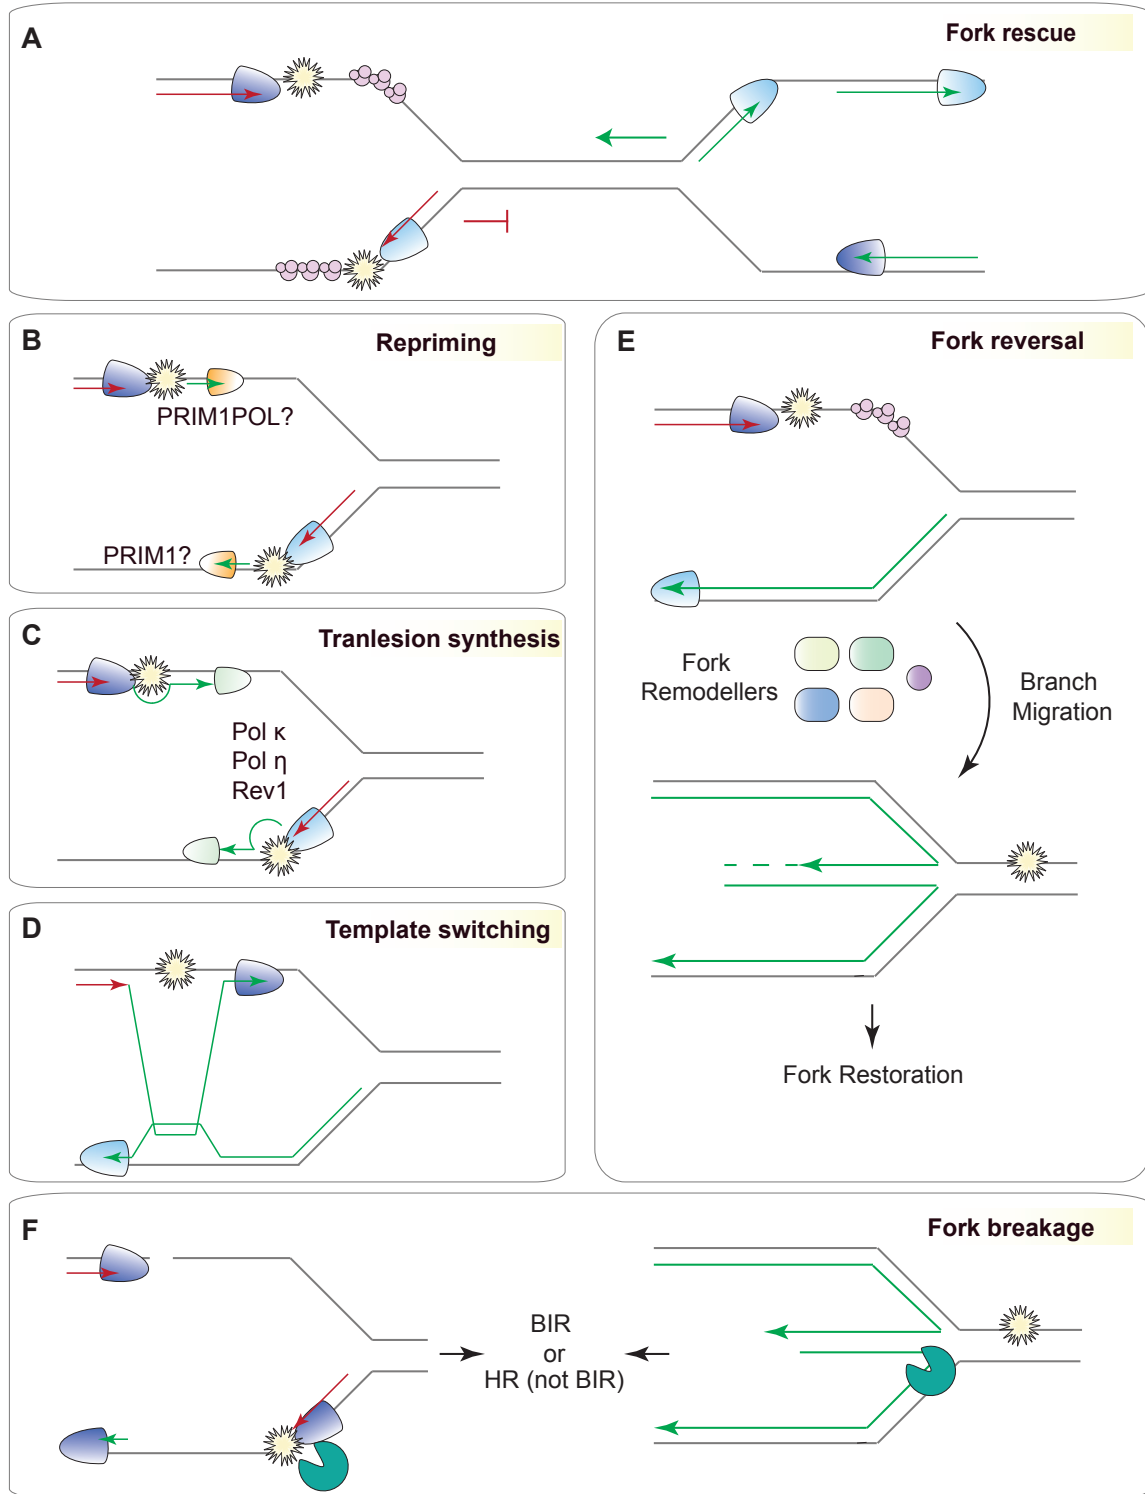 A
Fork rescue
B
Repriming
PRIM1POL?
PRIM1?
C
Tranlesion synthesis
Pol κ
Pol η
Rev1
D
Template switching
E
Fork reversal
Fork
Remodellers
Branch
Migration
Fork Restoration
F
Fork breakage
BIR
or
HR (not BIR)